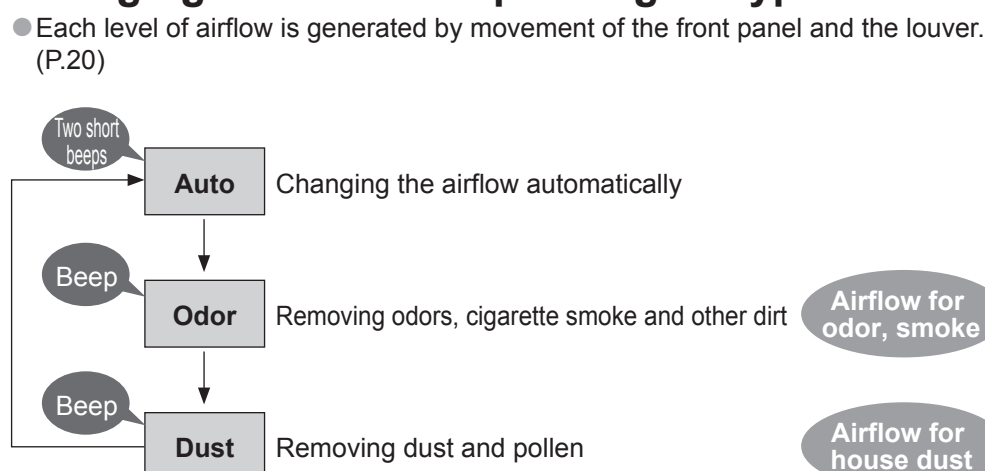 ● Each level of airflow is generated by movement of the front panel and the louver.
(P.20)
Two short
beeps
Auto
Changing the airflow automatically
Beep
Odor
Removing odors, cigarette smoke and other dirt
Airflow for
odor, smoke
Beep
Dust
Removing dust and pollen
Airflow for
house dust